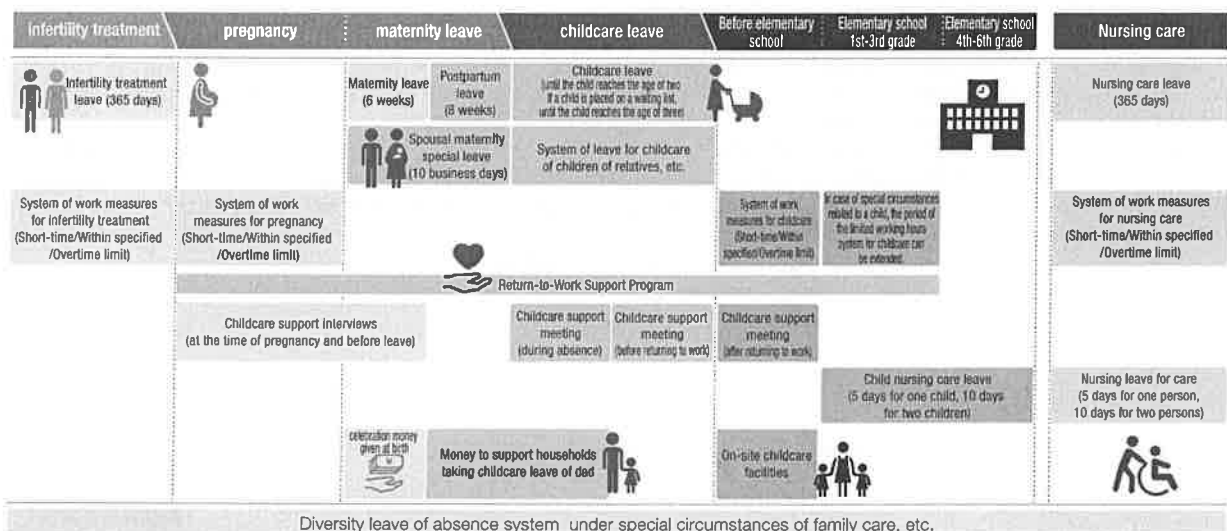 infertility treatment
pregnancy
maternity leave
childcare leave
Before elementary
school
Elementary school
1st-3rd grade
Elementary school
4th-6th grade
Nursing care
Infertility treatment
leave (365 days)
Maternity leave
(6 weeks)
Postpartum
leave
(8 weeks)
Childcare leave
(until the child reaches the age of two
If a child is placed on a waiting list,
until the child reaches the age of three)
Nursing care leave
(365 days)
Spousal maternity
special leave
(10 business days)
System of leave for childcare
of children of relatives, etc.
System of work measures
for infertility treatment
(Short-time/Within specified
/Overtime limit)
System of work
measures for pregnancy
(Short-time/Within specified
/Overtime limit)
System of work
measures for childcare
(Short-time/Within
specified/Overtime limit)
In case of special circumstances
related to a child, the period of
the limited working hours
system for childcare can
be extended.
System of work measures
for nursing care
(Short-time/Within specified
/Overtime limit)
Return-to-Work Support Program
Childcare support interviews
(at the time of pregnancy and before leave)
Childcare support
meeting
(during absence)
Childcare support
meeting
(before returning to work)
Childcare support
meeting
(after returning to work)
Child nursing care leave
(5 days for one child, 10 days
for two children)
Nursing leave for care
(5 days for one person,
10 days for two persons)
celebration money
given at birth
Money to support households
taking childcare leave of dad
On-site childcare
facilities
Diversity leave of absence system under special circumstances of family care, etc.